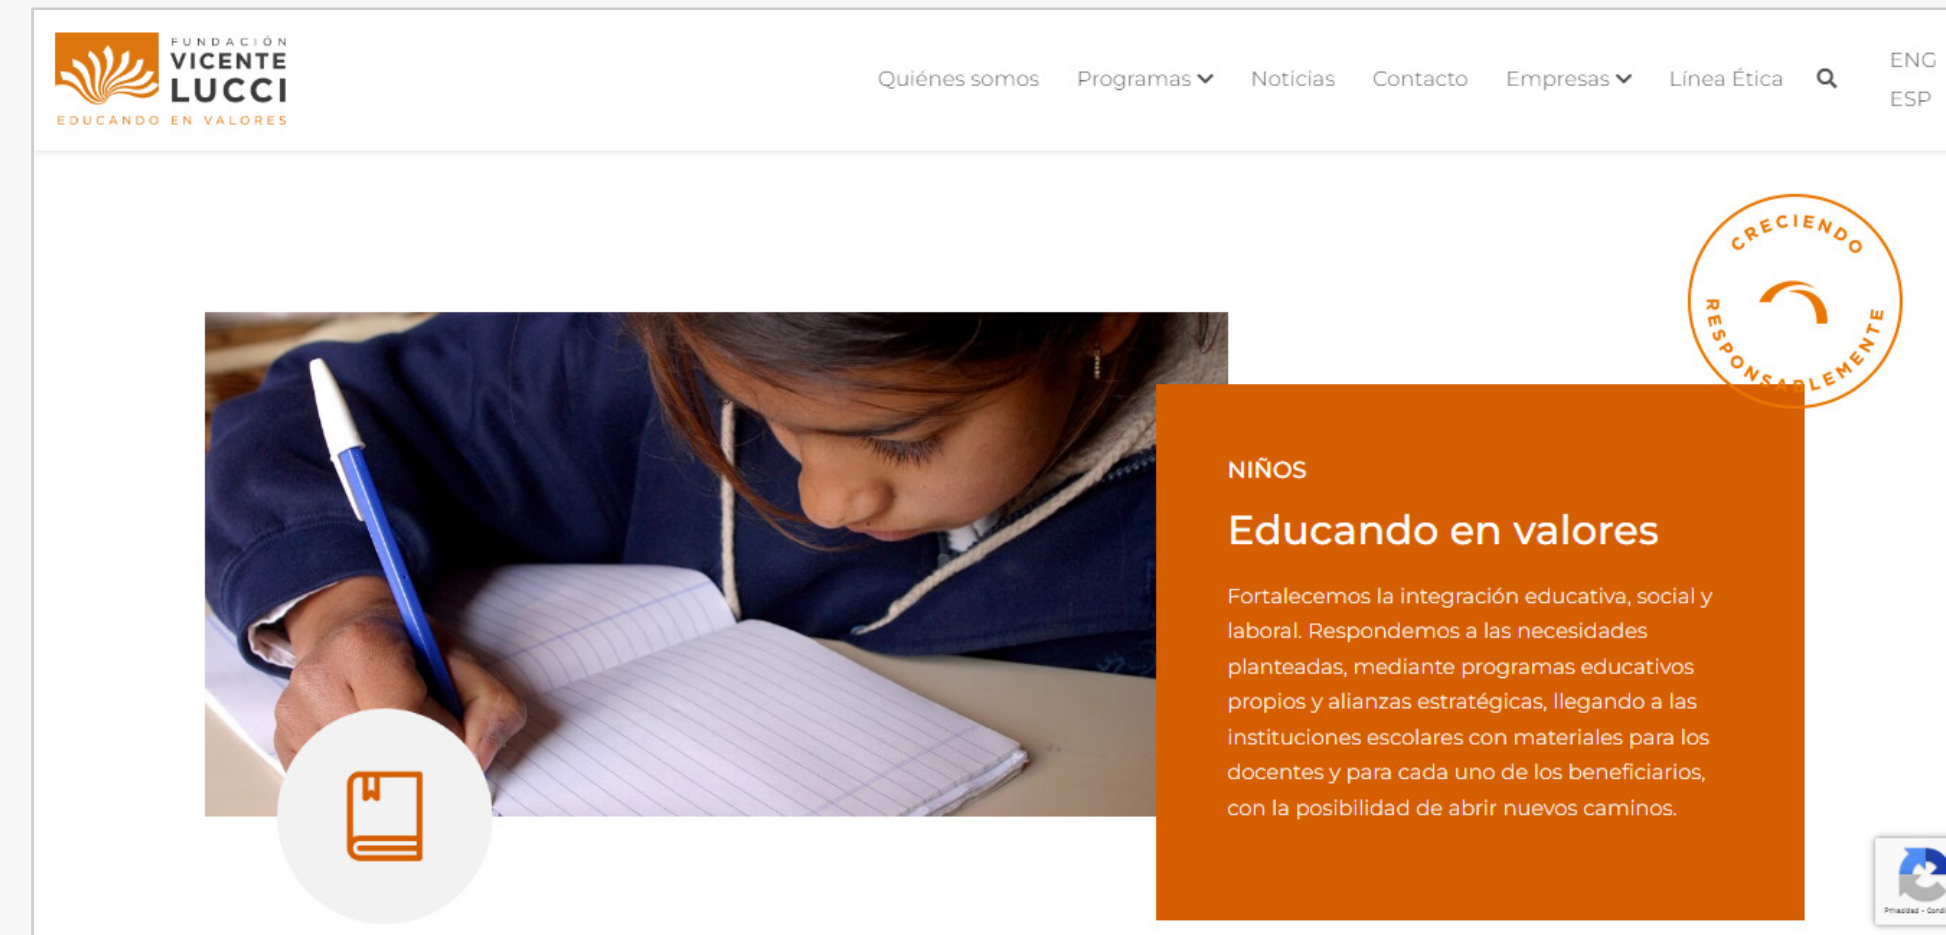 FUNDACIÓN
VICENTE
LUCCI
EDUCANDO EN VALORES
Quiénes somos Programas Noticias Contacto Empresas Línea Ética
ENG
ESP
CRECIENDO
RESPONSABLEMENTE
NIÑOS
Educando en valores
Fortalecemos la integración educativa, social y
laboral. Respondemos a las necesidades
planteadas, mediante programas educativos
propios y alianzas estratégicas, llegando a las
instituciones escolares con materiales para los
docentes y para cada uno de los beneficiarios,
con la posibilidad de abrir nuevos caminos.
Privacidad -